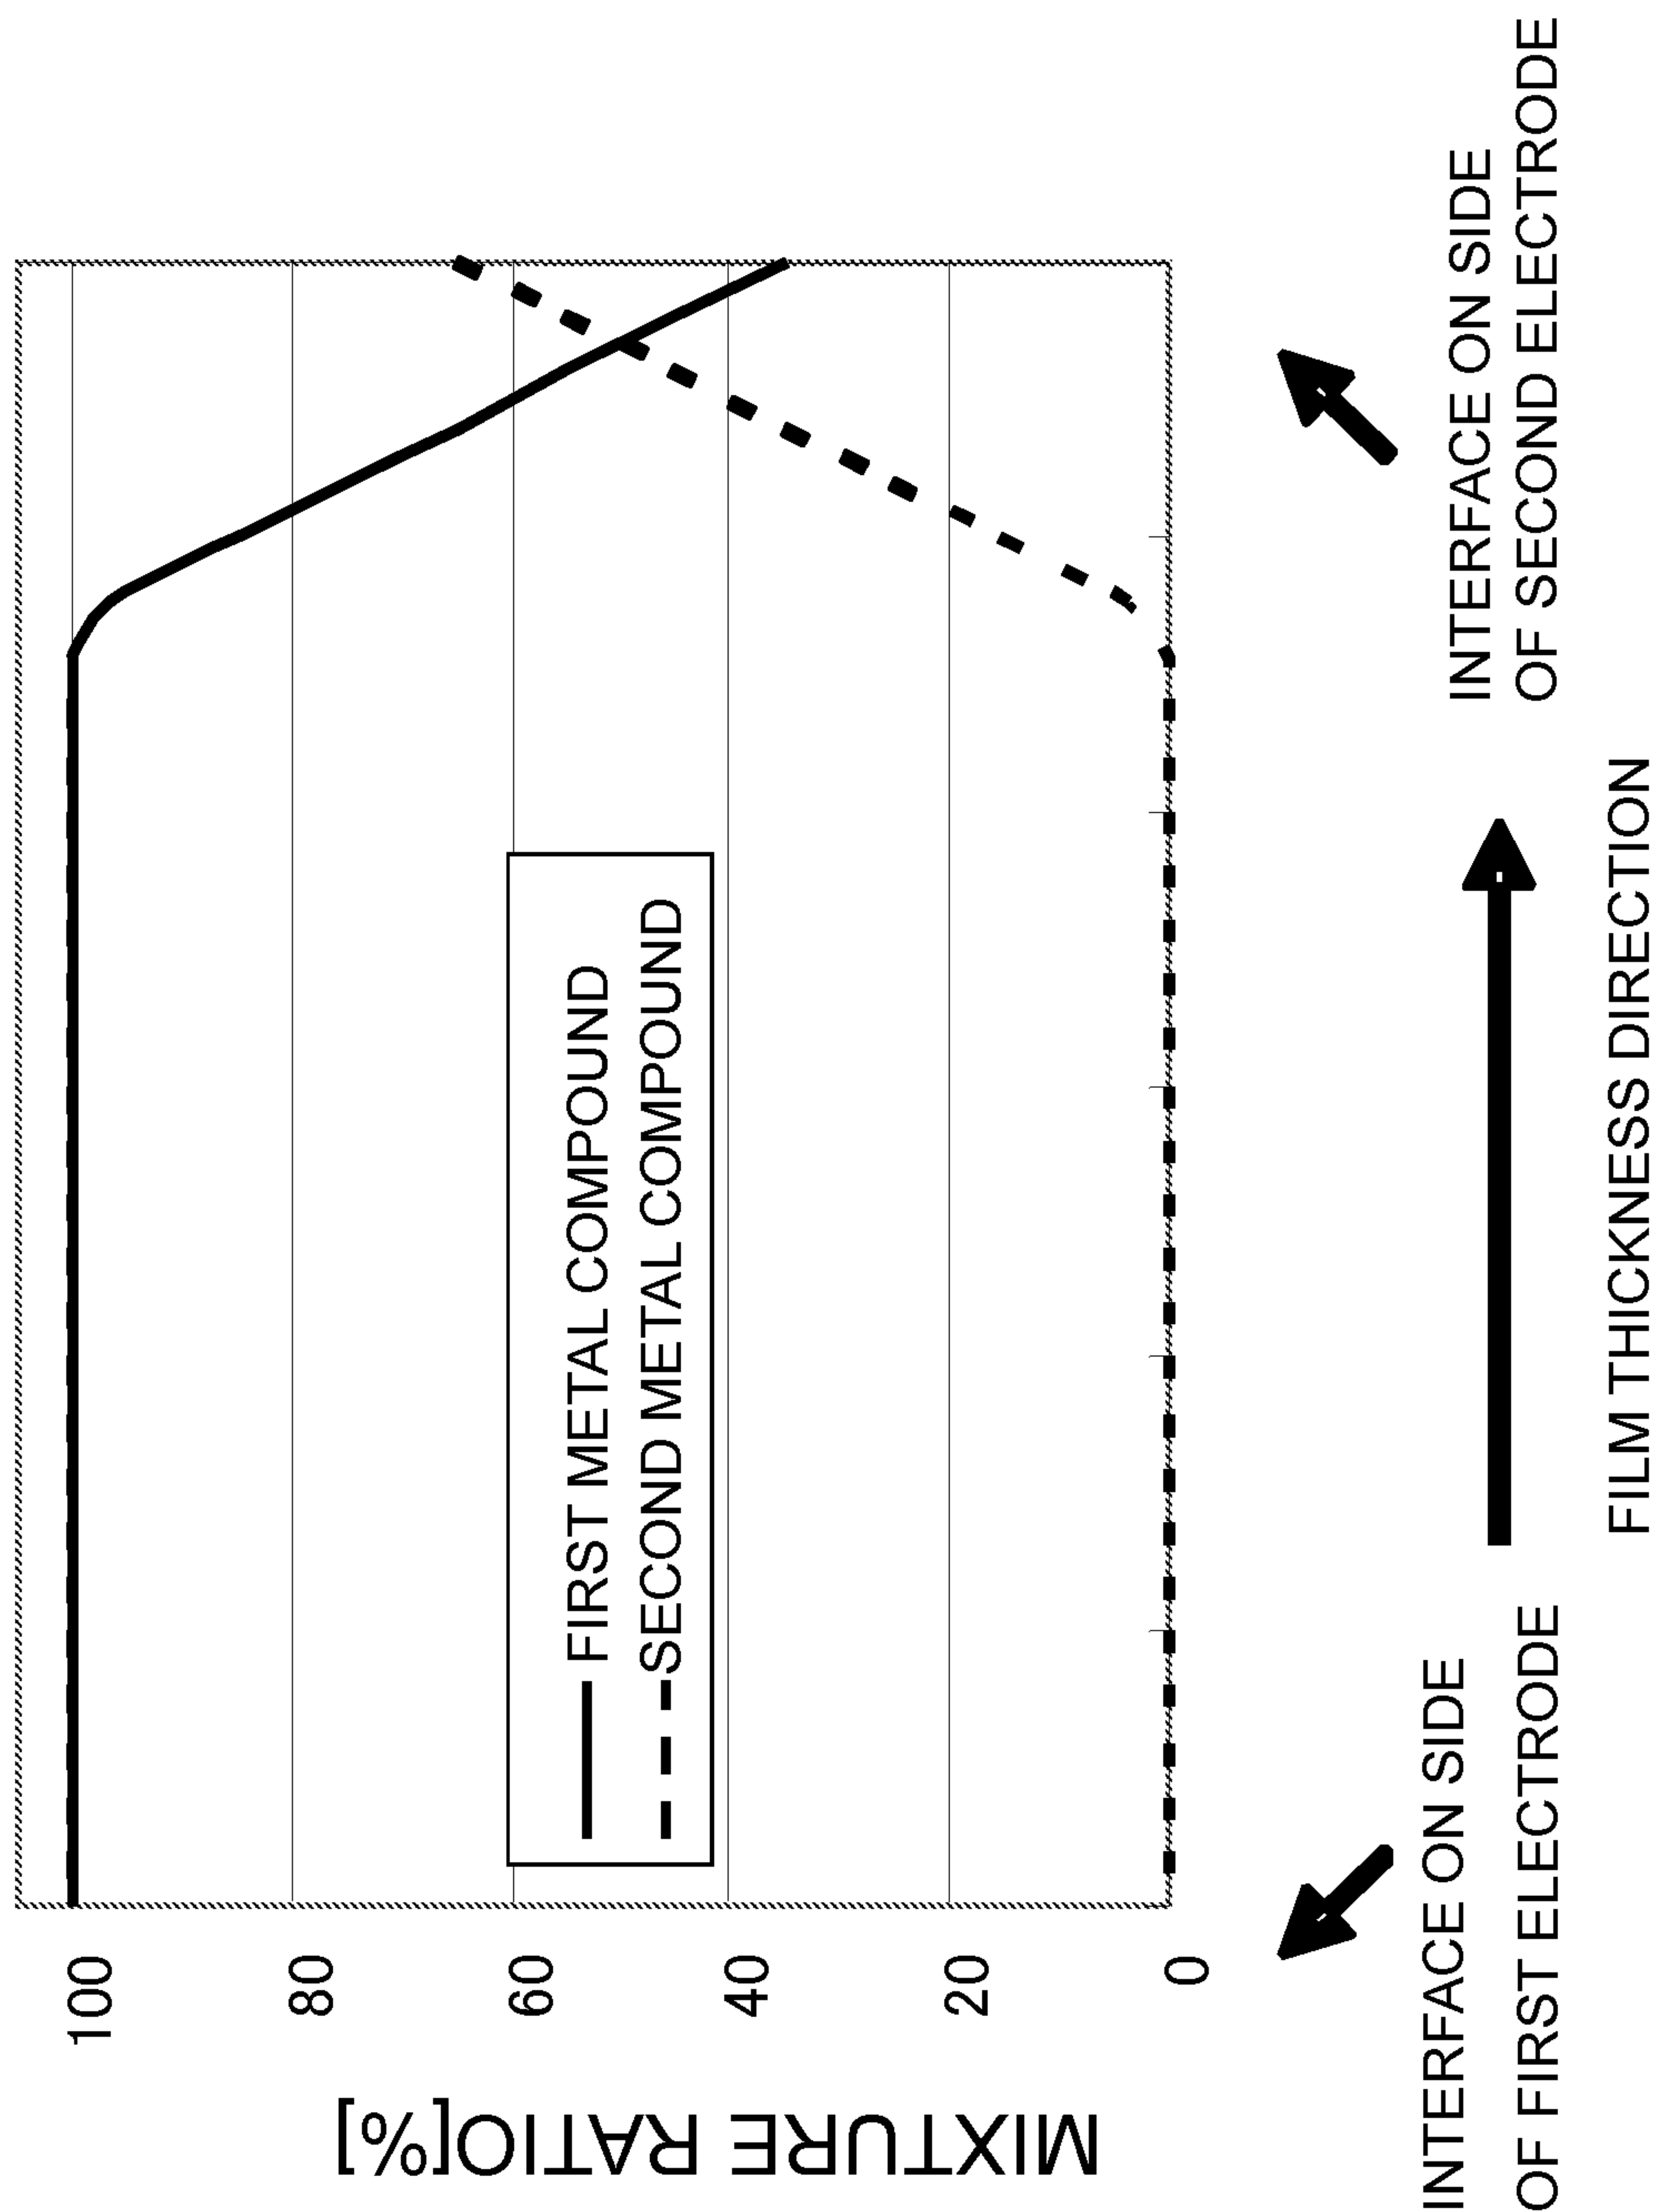 MIXTURE RATIO[%]
100
80
60
40
20
0
FIRST METAL COMPOUND
SECOND METAL COMPOUND
INTERFACE ON SIDE
OF FIRST ELECTRODE
FILM THICKNESS DIRECTION
INTERFACE ON SIDE
OF SECOND ELECTRODE